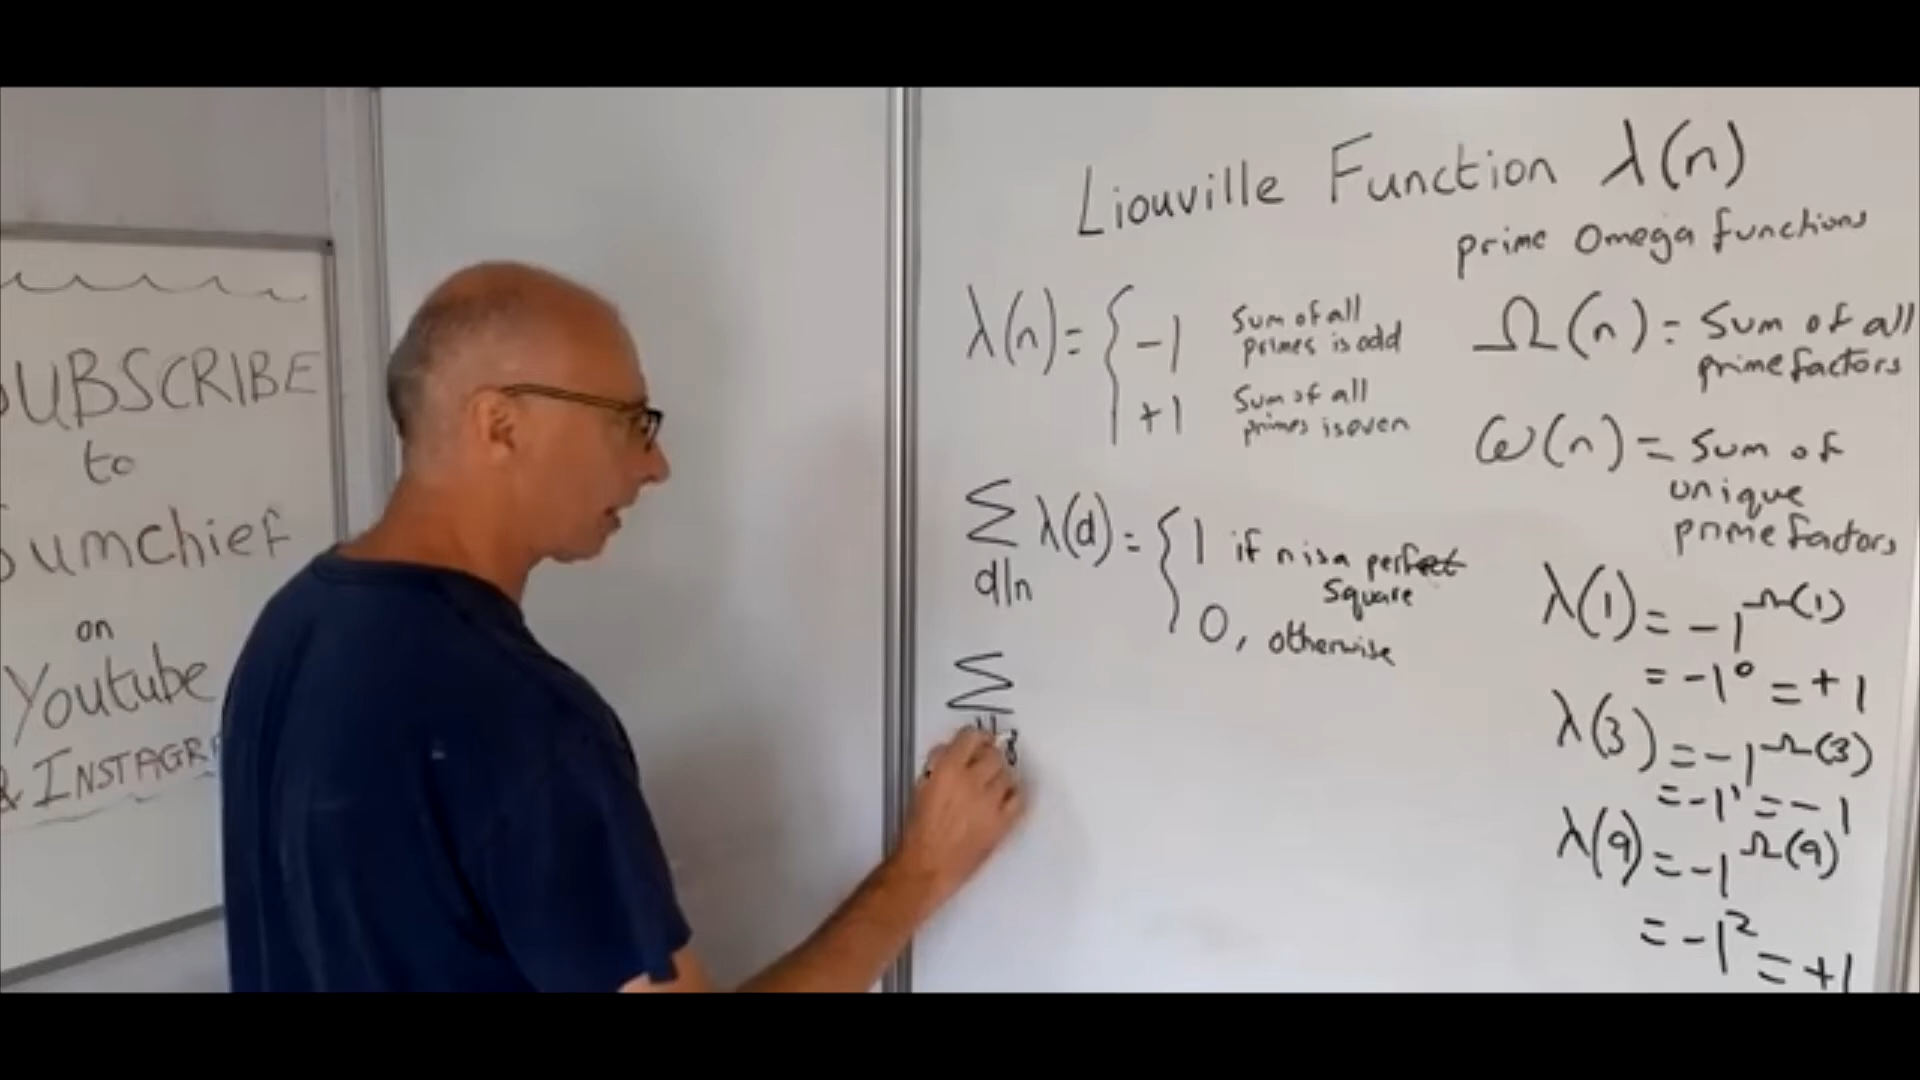 SUBSCRIBE
to
Sumchief
on
Youtube
& INSTAGR
Liouville Function λ(n)
prime Omega functions
λ(n) = { -1 Sum of all primes is odd
+1 Sum of all primes is even
Ω(n) = Sum of all
prime factors
ω(n) = Sum of
unique
prime factors
∑ λ(d) = { 1 if n is a perfect
d|n
Square
0, otherwise
∑
λ(1) = -1^Ω(1)
= -1^0 = +1
λ(3) = -1^Ω(3)
= -1^1 = -1
λ(9) = -1^Ω(9)
= -1^2 = +1